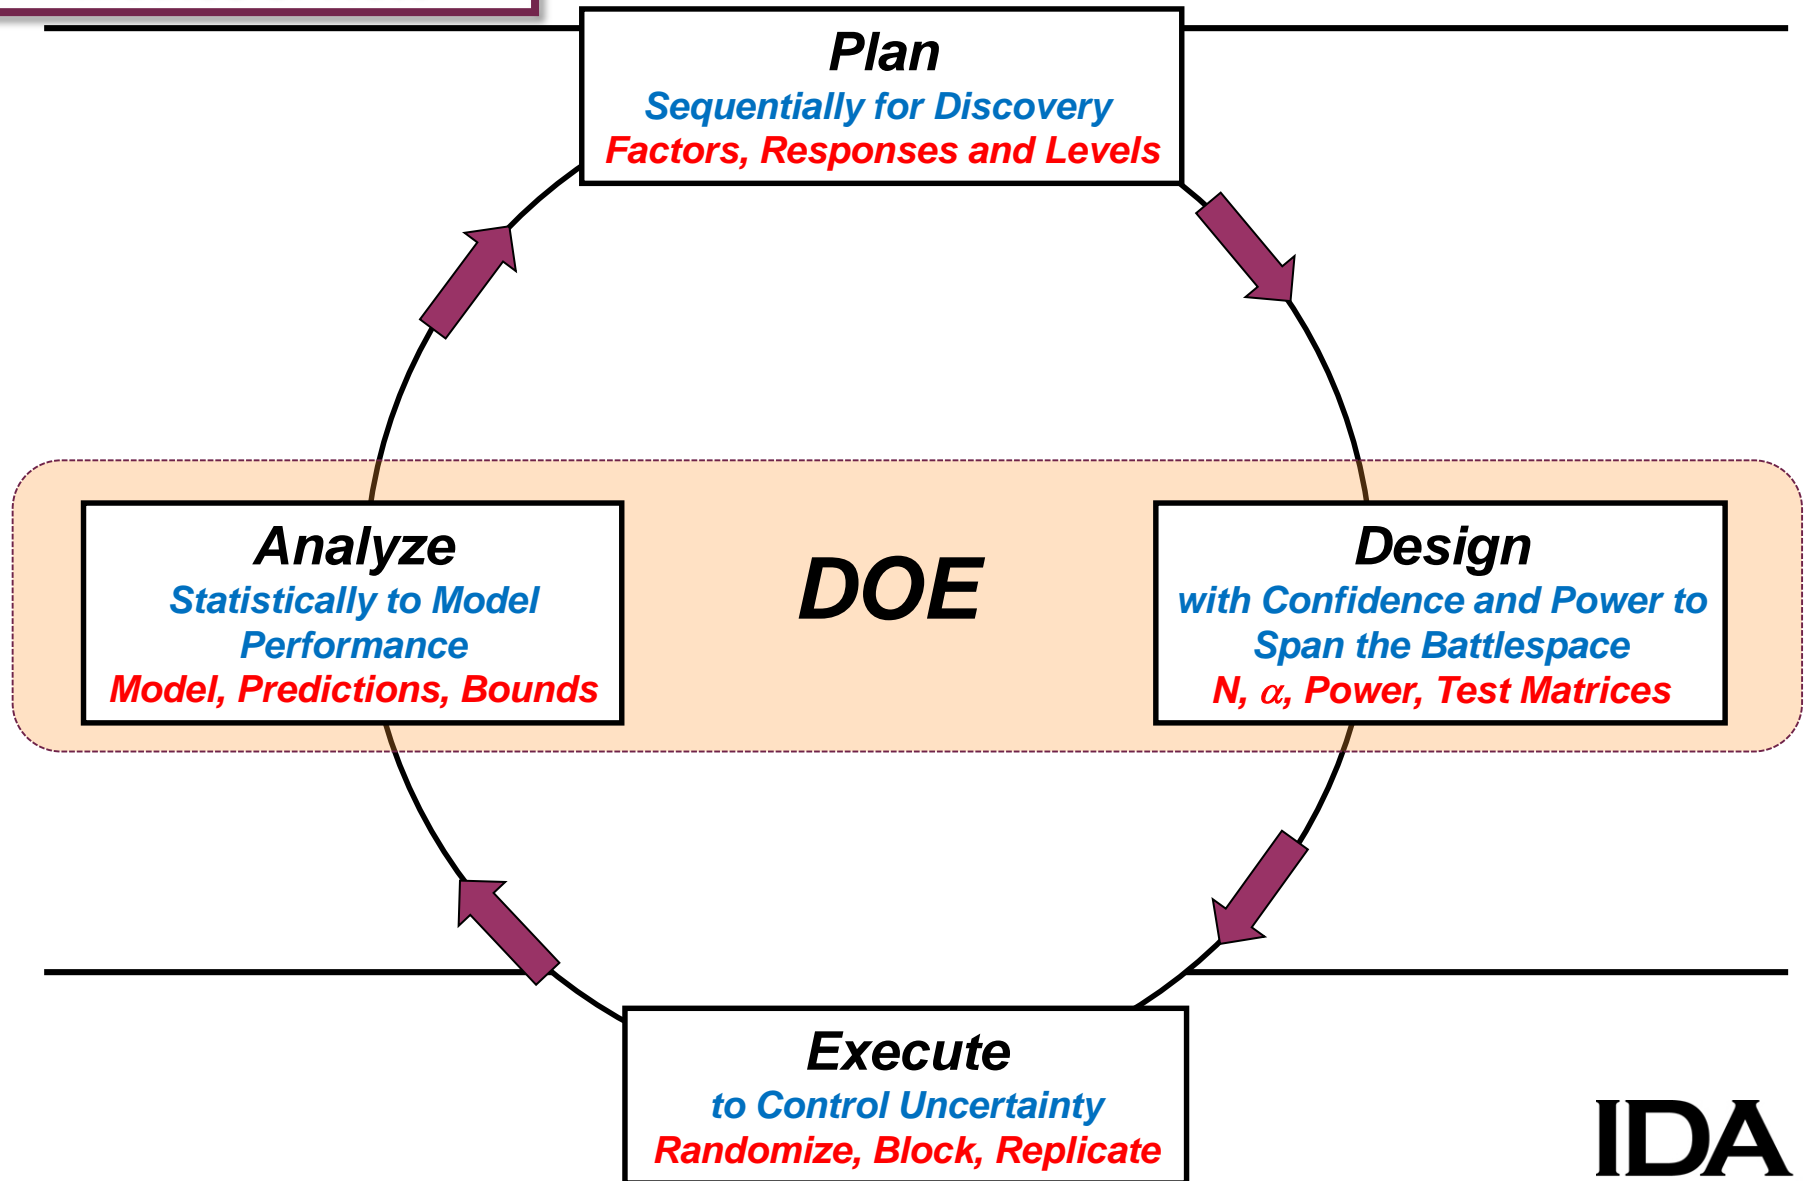 Plan
Sequentially for Discovery
Factors, Responses and Levels
Analyze
Statistically to Model
Performance
Model, Predictions, Bounds
DOE
Design
with Confidence and Power to
Span the Battlespace
N, α, Power, Test Matrices
Execute
to Control Uncertainty
Randomize, Block, Replicate
IDA